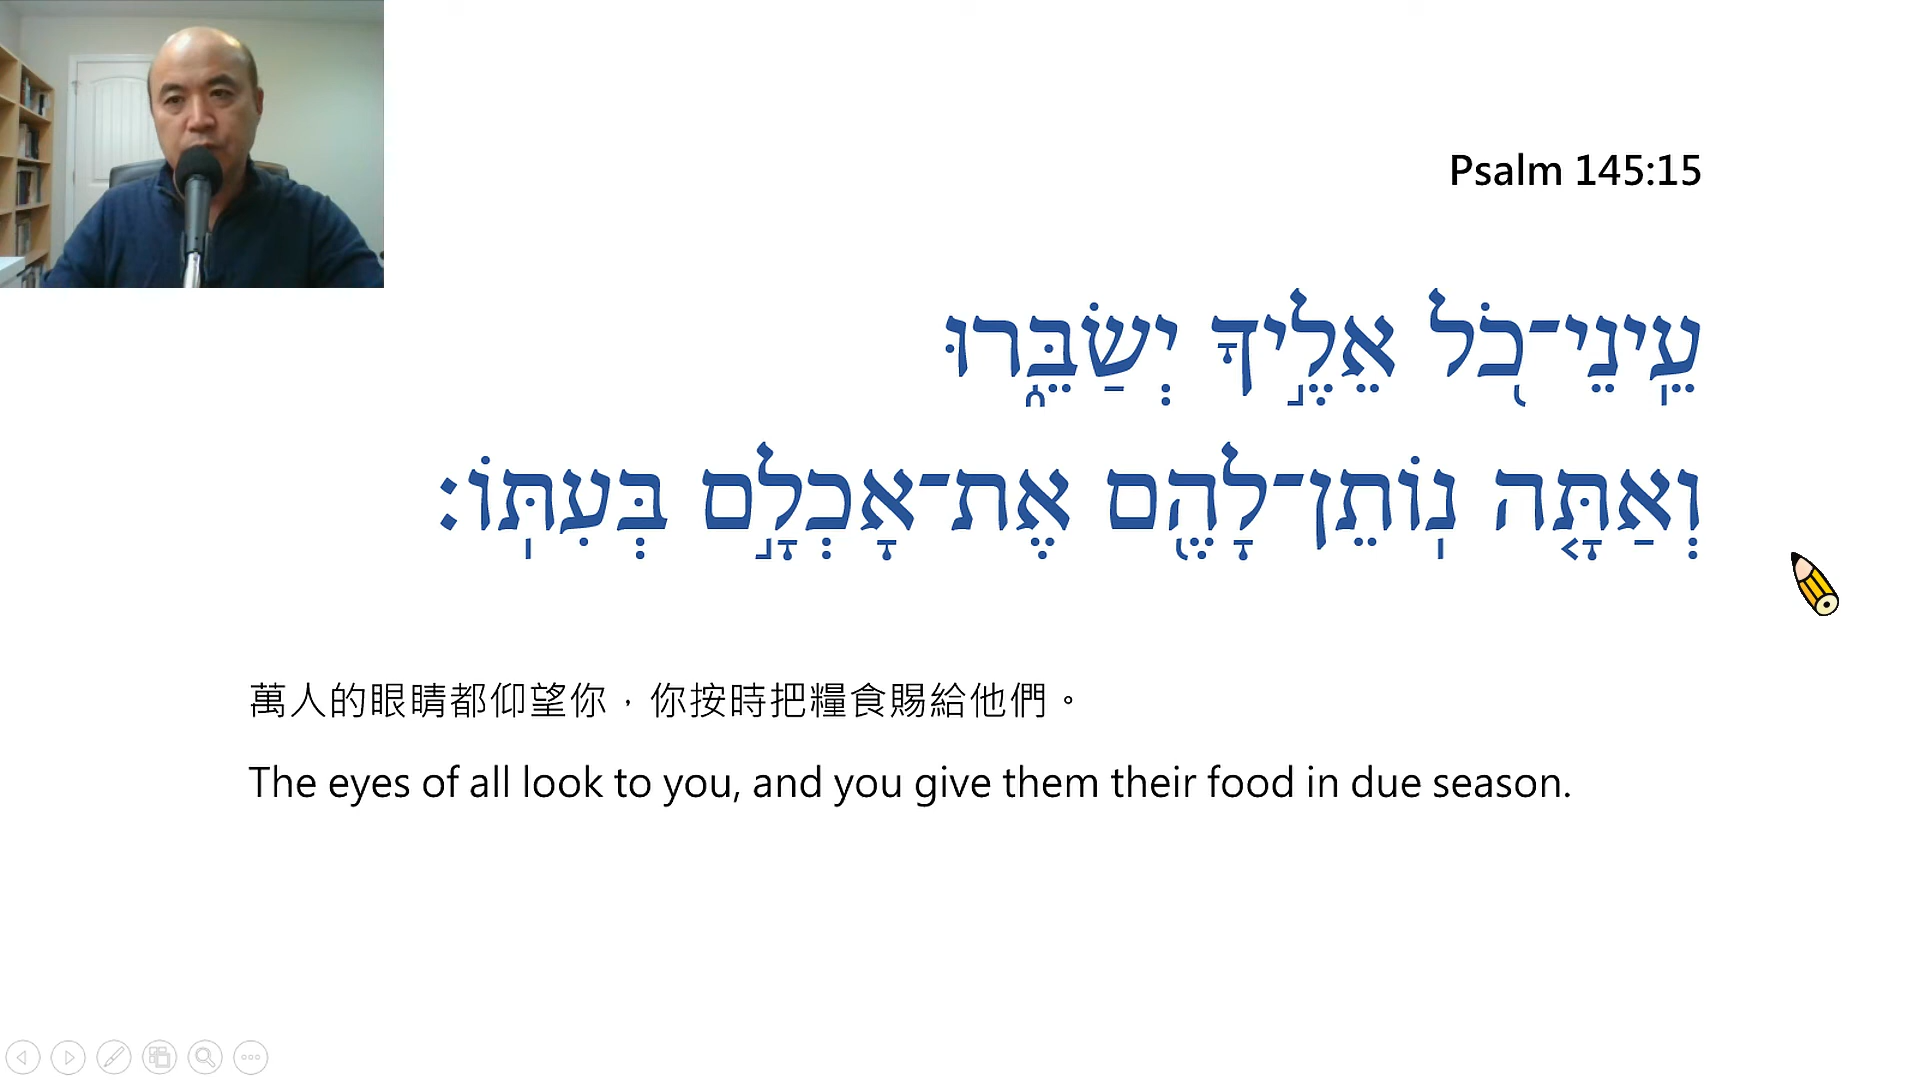 Psalm 145:15
עֵֽינֵי־כֹ֭ל אֵלֶ֣יךָ יְשַׂבֵּ֑רוּ
וְאַתָּ֤ה נֽוֹתֵן־לָהֶ֖ם אֶת־אָכְלָ֣ם בְּעִתּֽוֹ׃
萬人的眼睛都仰望你，你按時把糧食賜給他們。
The eyes of all look to you, and you give them their food in due season.